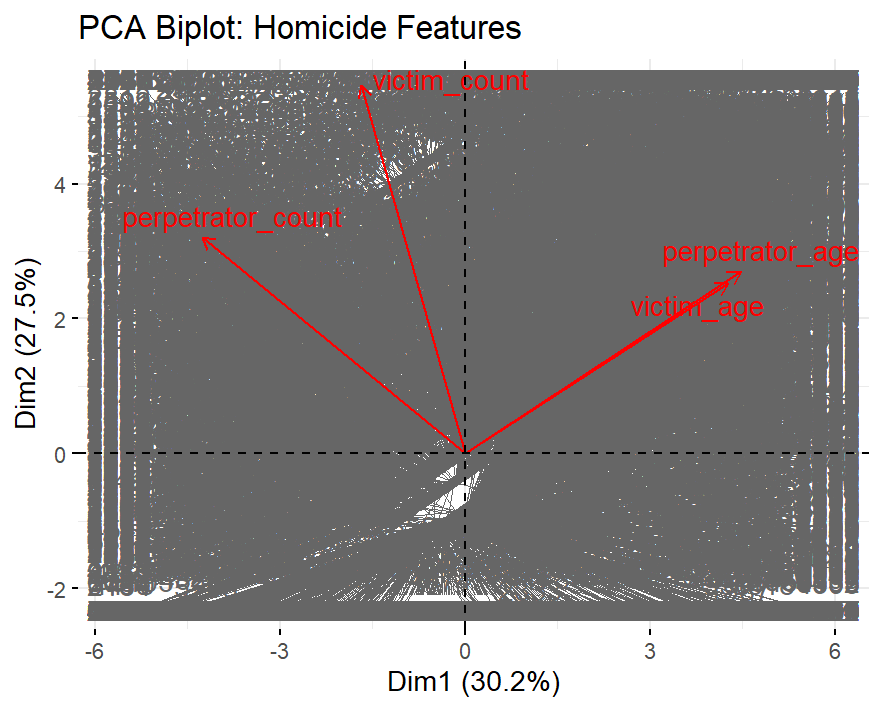 PCA Biplot: Homicide Features
victim_count
4
perpetrator_count
perpetrator_age
victim_age
2
0
-2
Dim2 (27.5%)
-6
-3
0
3
6
Dim1 (30.2%)